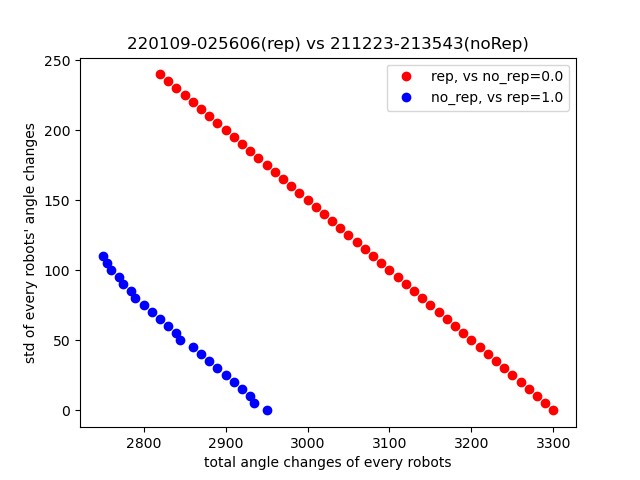 220109-025606(rep) vs 211223-213543(noRep)
rep, vs no_rep=0.0
no_rep, vs rep=1.0
std of every robots' angle changes
250
200
150
100
50
0
2800 2900 3000 3100 3200 3300
total angle changes of every robots